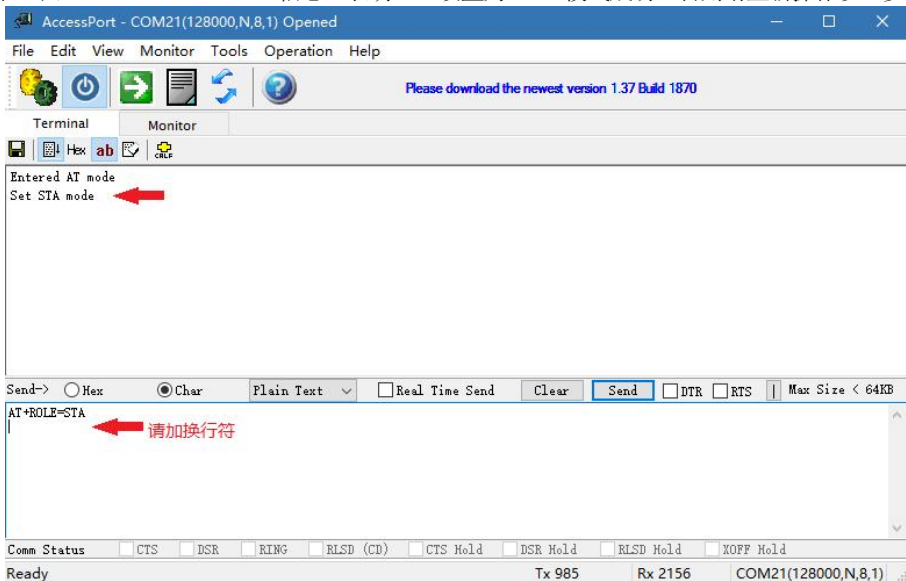 AccessPort - COM21(128000,N,8,1) Opened
File Edit View Monitor Tools Operation Help
Please download the newest version 1.37 Build 1870
Terminal Monitor
Hex ab CRLF
Entered AT mode
Set STA mode
Send-> Hex Char Plain Text Real Time Send Clear Send DTR RTS | Max Size < 64KB
AT+ROLE=STA
请加换行符
Comm Status CTS DSR RING RLSD (CD) CTS Hold DSR Hold RLSD Hold XOFF Hold
Ready Tx 985 Rx 2156 COM21(128000,N,8,1)